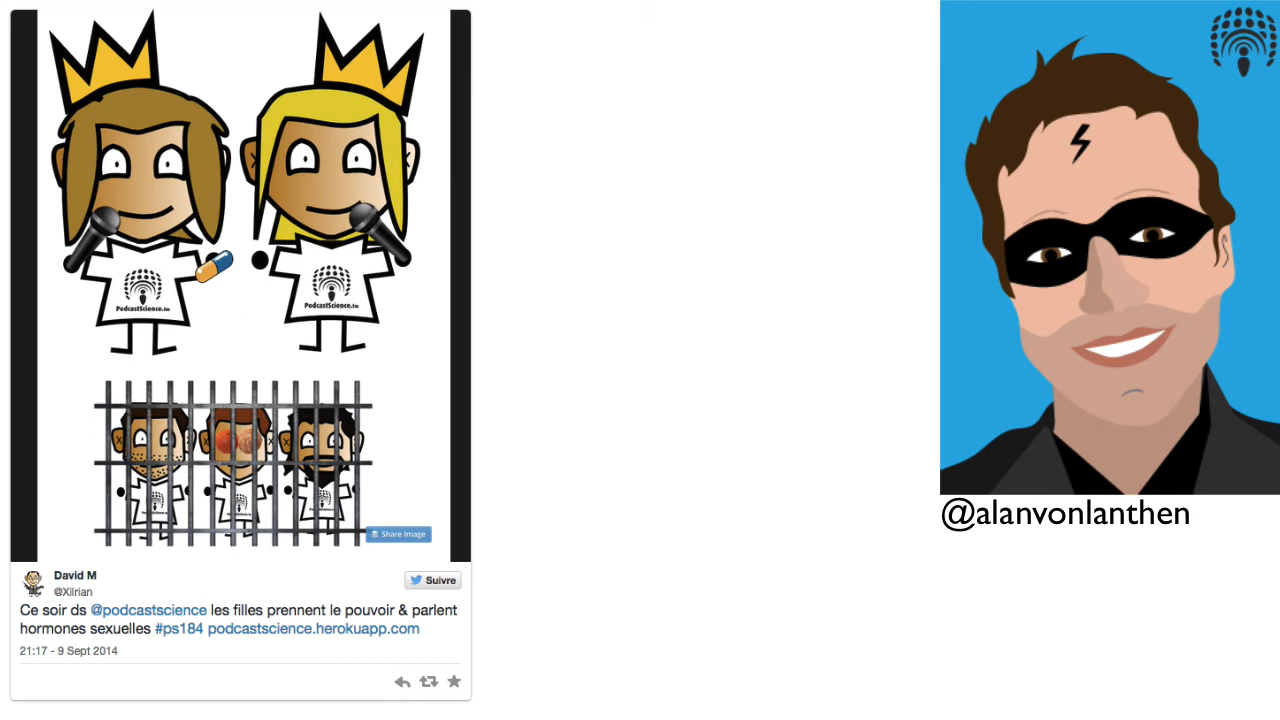 PodcastScience.fm
PodcastScience.fm
Share Image
David M
@Xilrian
Suivre
Ce soir ds @podcastscience les filles prennent le pouvoir & parlent
hormones sexuelles #ps184 podcastscience.herokuapp.com
21:17 - 9 Sept 2014
@alanvonlanthen